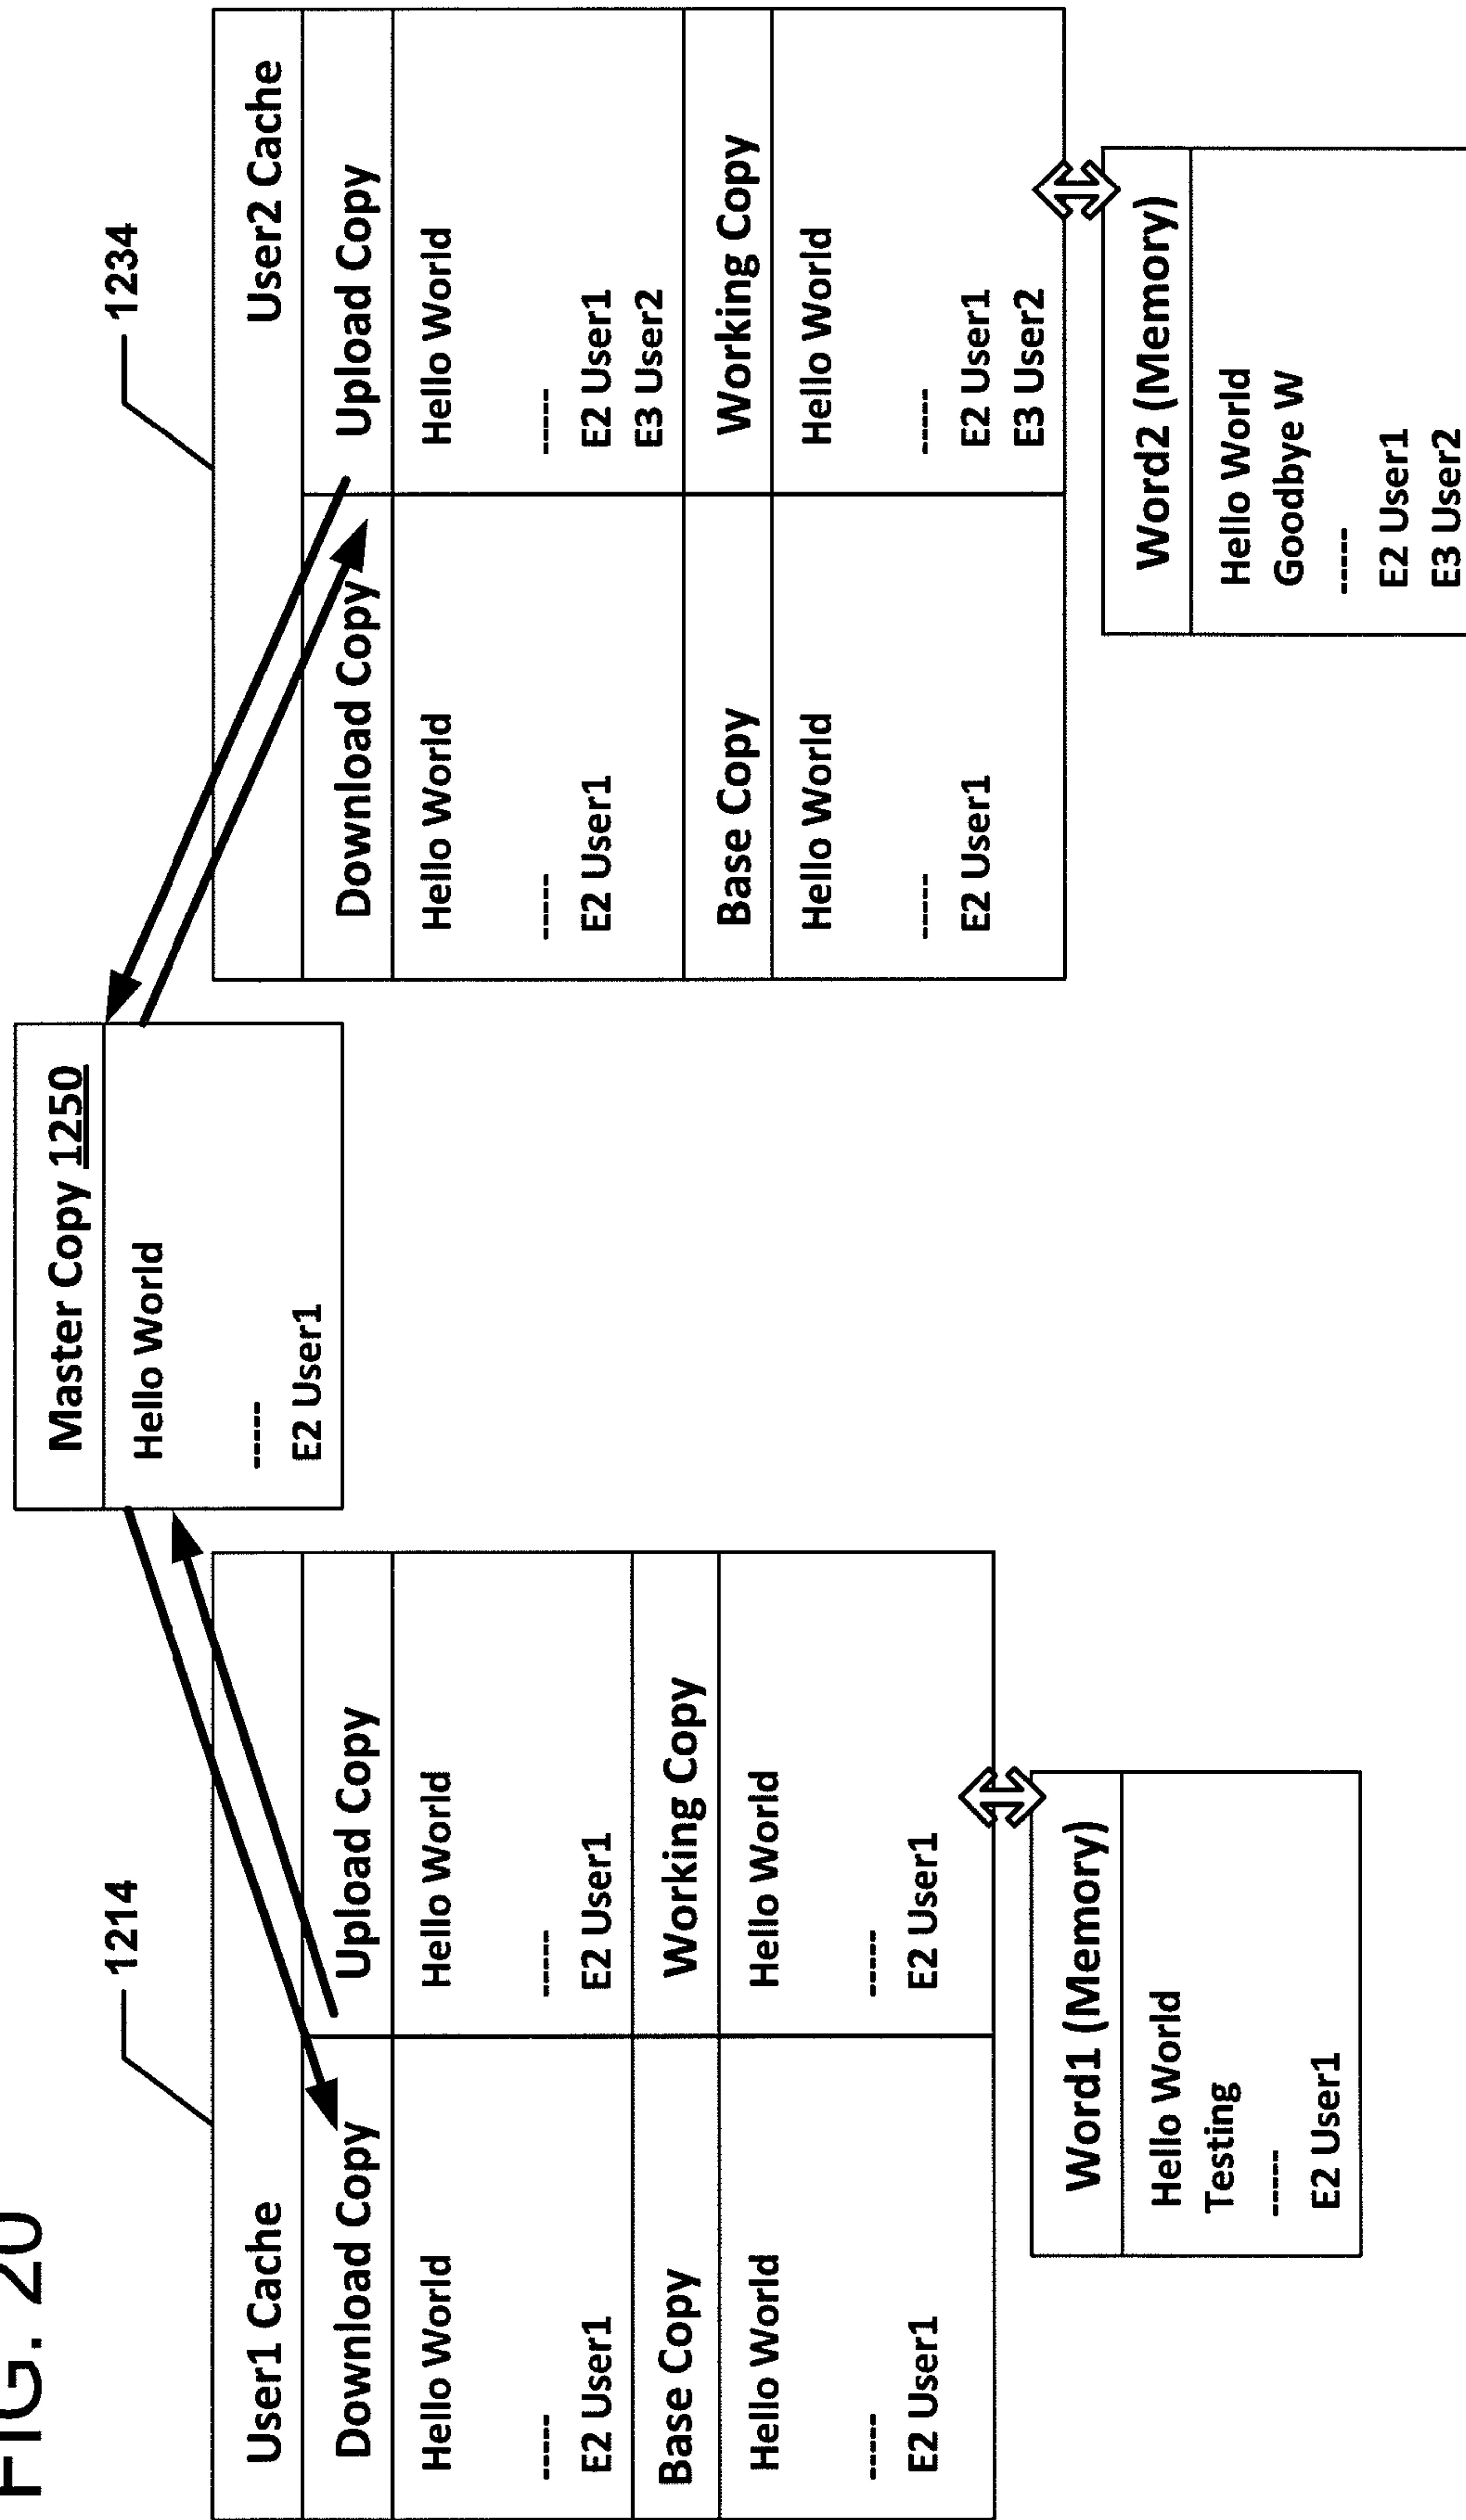 FIG. 20
Master Copy 1250
Hello World
-----
E2 User1
1214
User1 Cache
Download Copy
Upload Copy
Hello World
-----
E2 User1
Hello World
-----
E2 User1
Base Copy
Working Copy
Hello World
-----
E2 User1
Hello World
-----
E2 User1
Word1 (Memory)
Hello World
Testing
-----
E2 User1
1234
User2 Cache
Download Copy
Upload Copy
Hello World
-----
E2 User1
Hello World
-----
E2 User1
E3 User2
Base Copy
Working Copy
Hello World
-----
E2 User1
Hello World
-----
E2 User1
E3 User2
Word2 (Memory)
Hello World
Goodbye W
-----
E2 User1
E3 User2